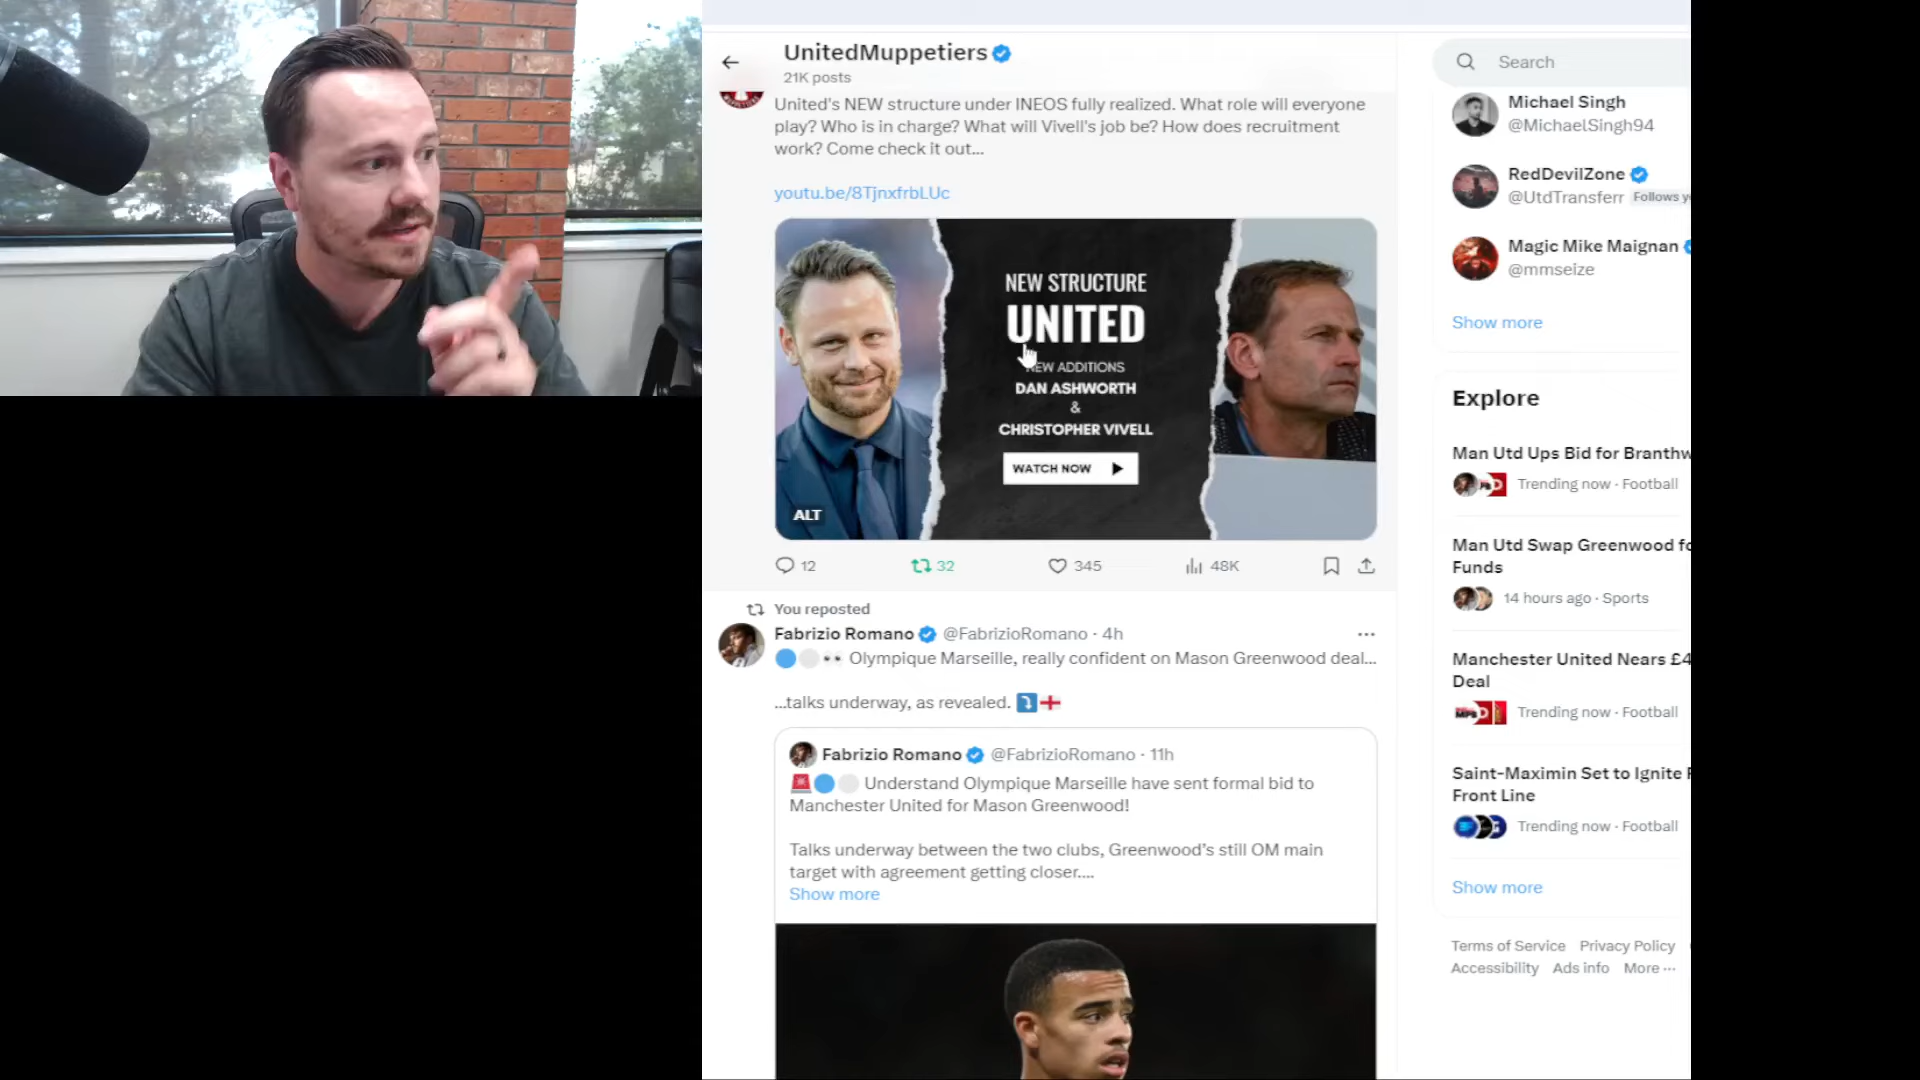 UnitedMuppetiers
21K posts
United's NEW structure under INEOS fully realized. What role will everyone
play? Who is in charge? What will Vivell's job be? How does recruitment
work? Come check it out...
youtu.be/8TjnxfrbLUc
NEW STRUCTURE
UNITED
NEW ADDITIONS
DAN ASHWORTH
&
CHRISTOPHER VIVELL
WATCH NOW
ALT
12
32
345
48K
You reposted
Fabrizio Romano @FabrizioRomano · 4h
Olympique Marseille, really confident on Mason Greenwood deal...
...talks underway, as revealed.
Fabrizio Romano @FabrizioRomano · 11h
Understand Olympique Marseille have sent formal bid to
Manchester United for Mason Greenwood!
Talks underway between the two clubs, Greenwood's still OM main
target with agreement getting closer....
Show more
Search
Michael Singh
@MichaelSingh94
RedDevilZone
@UtdTransferr Follows
Magic Mike Maignan
@mmseize
Show more
Explore
Man Utd Ups Bid for
Trending now · Football
Man Utd Swap Greenwood
Funds
14 hours ago · Sports
Manchester United Nears
Deal
Trending now · Football
Saint-Maximin Set to Ignite
Front Line
Trending now · Football
Show more
Terms of Service Privacy Policy
Accessibility Ads info More ...